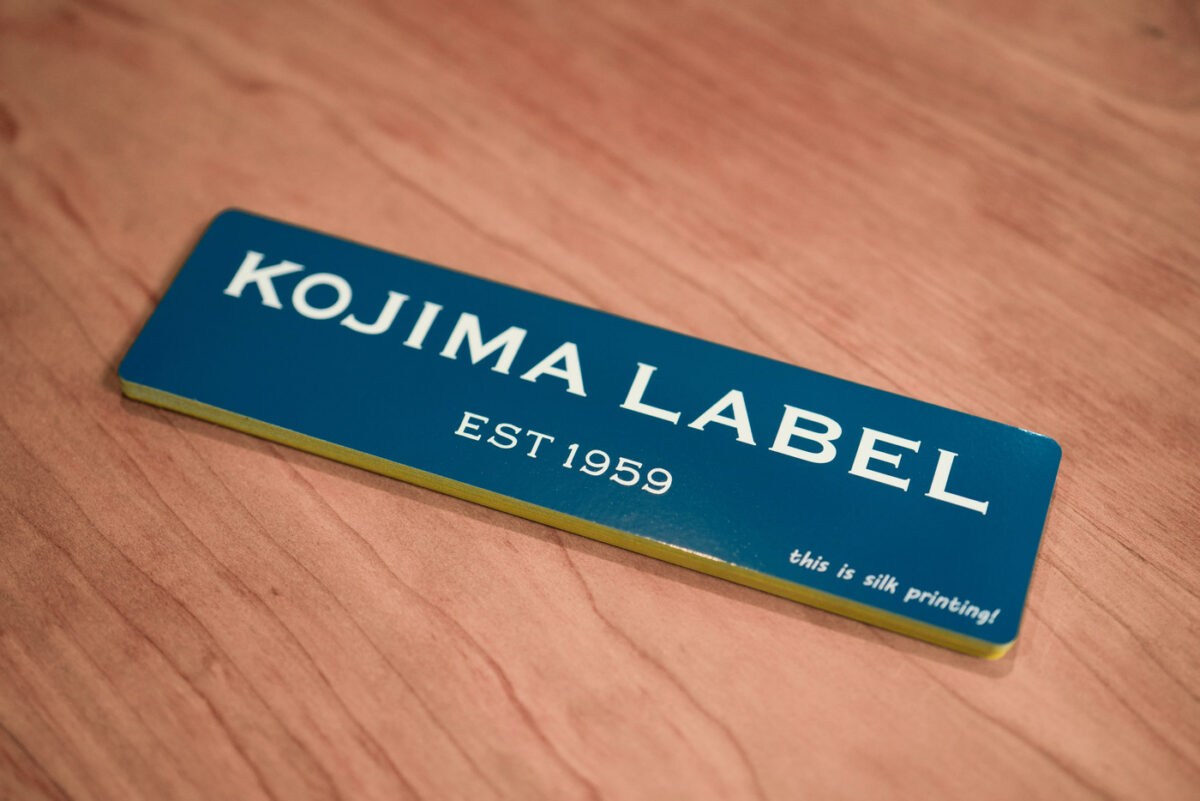 KOJIMA LABEL
EST 1959
this is silk printing!